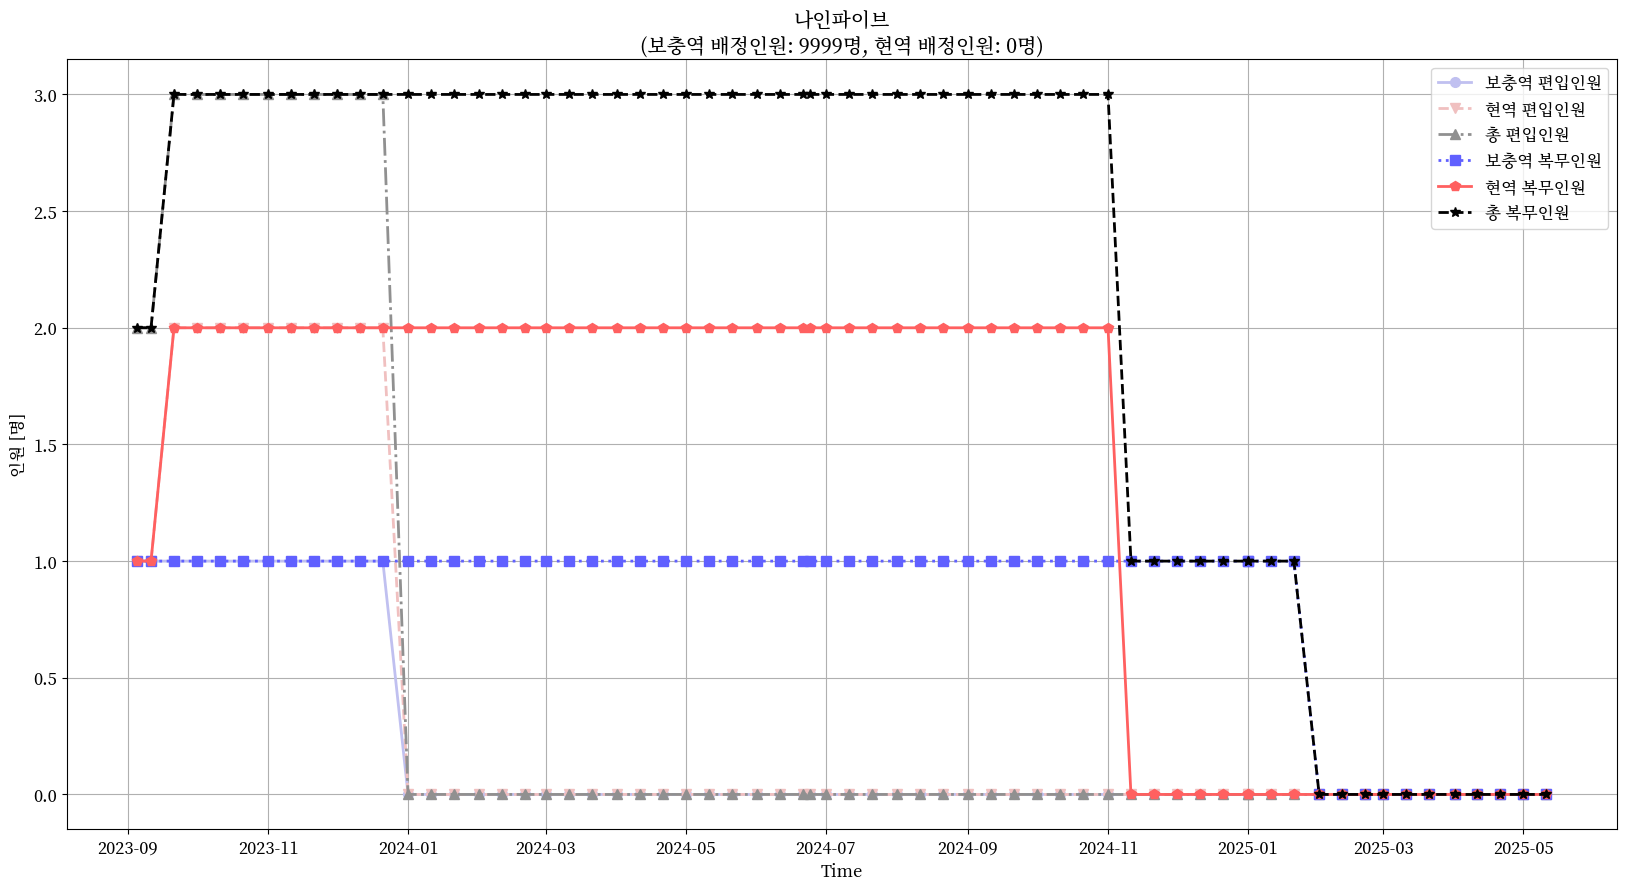 나인파이브
(보충역 배정인원: 9999명, 현역 배정인원: 0명)
보충역 편입인원
현역 편입인원
총 편입인원
보충역 복무인원
현역 복무인원
총 복무인원
인원 [명]
3.0
2.5
2.0
1.5
1.0
0.5
0.0
2023-09 2023-11 2024-01 2024-03 2024-05 2024-07 2024-09 2024-11 2025-01 2025-03 2025-05
Time